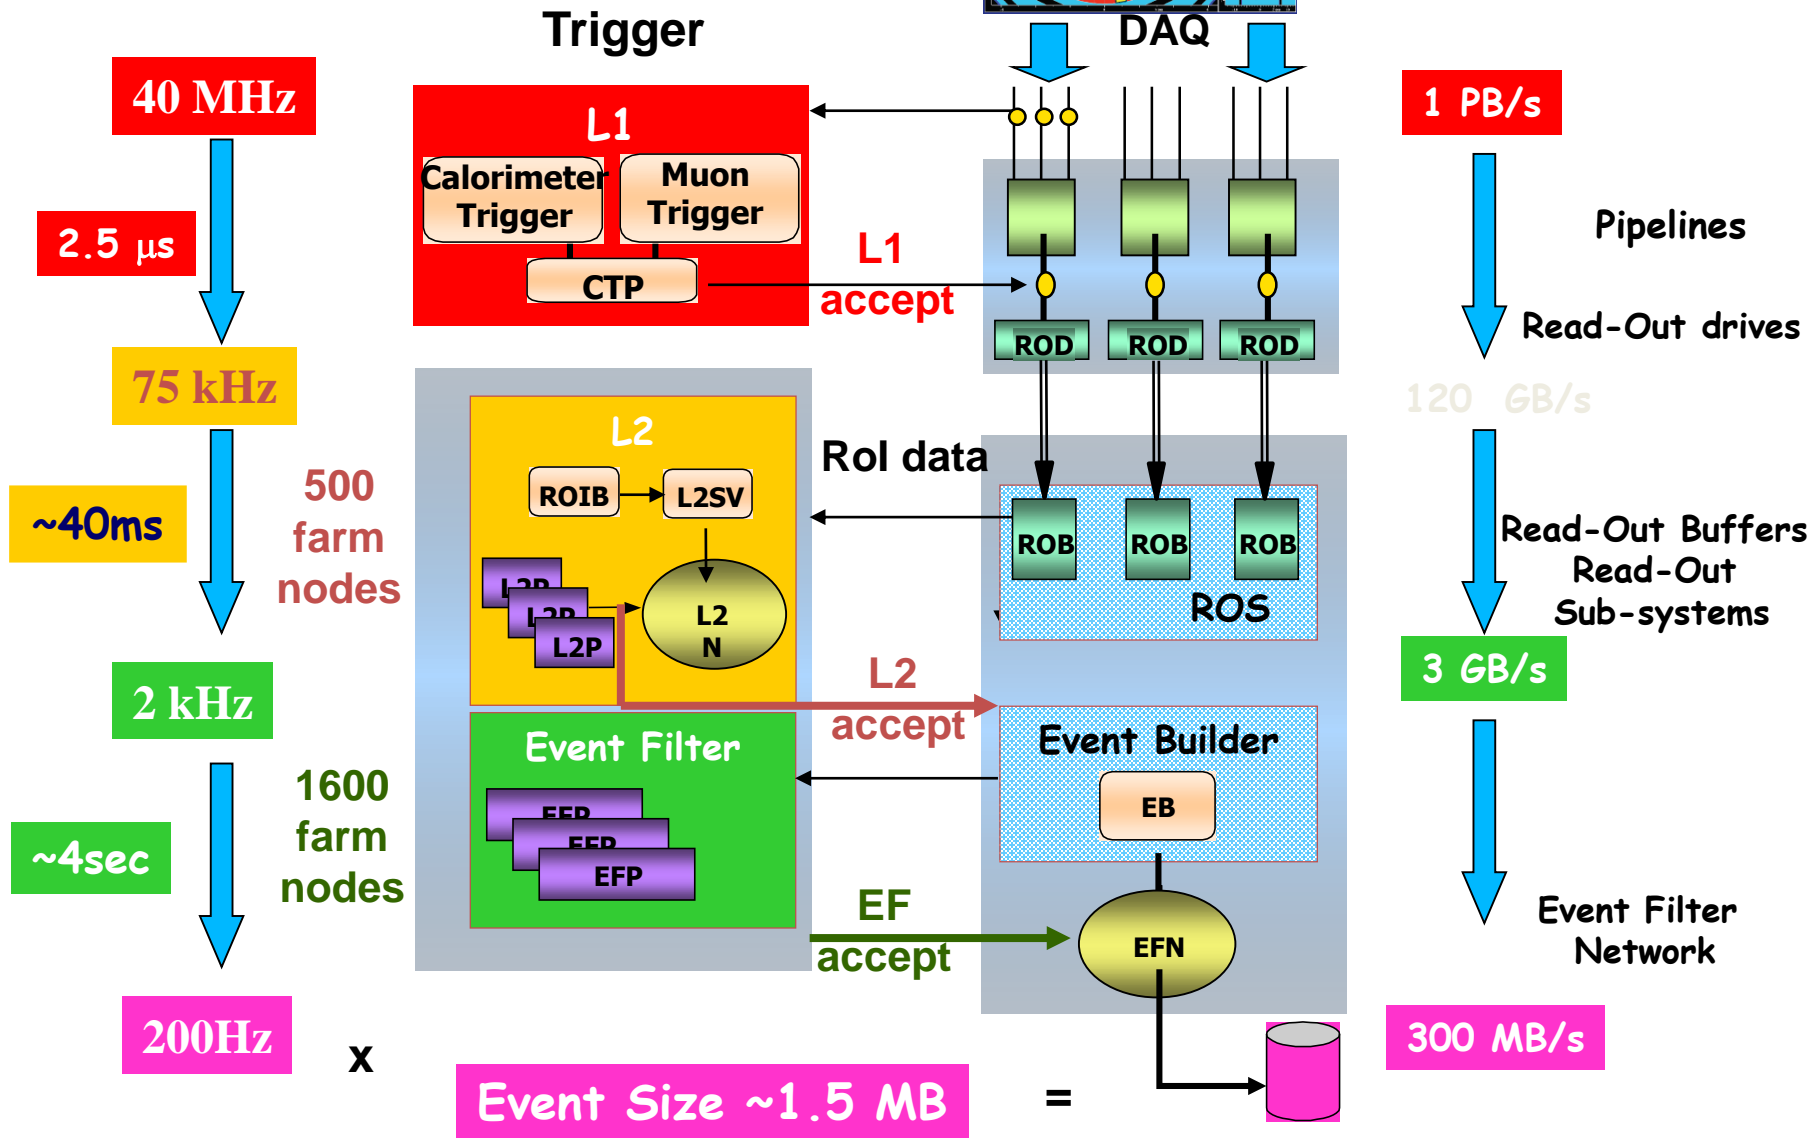 Trigger
DAQ
40 MHz
L1
1 PB/s
Calorimeter
Trigger
Muon
Trigger
2.5 μs
Pipelines
L1
accept
CTP
Read-Out drives
ROD
ROD
ROD
75 kHz
120 GB/s
L2
RoI data
500
farm
nodes
ROIB
L2SV
~40ms
ROB
ROB
ROB
Read-Out Buffers
Read-Out
Sub-systems
L2P
L2P
L2P
L2
N
ROS
2 kHz
L2
accept
3 GB/s
Event Filter
Event Builder
1600
farm
nodes
EFP
EFP
EFP
EB
~4sec
EF
accept
EFN
Event Filter
Network
200Hz
x
Event Size ~1.5 MB
=
300 MB/s